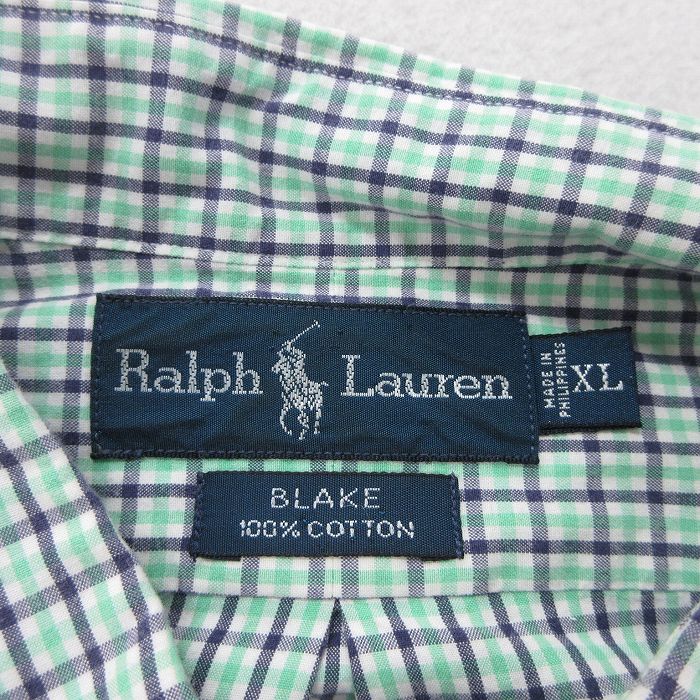 Ralph Lauren
MADE IN
PHILIPPINES
XL
BLAKE
100% COTTON